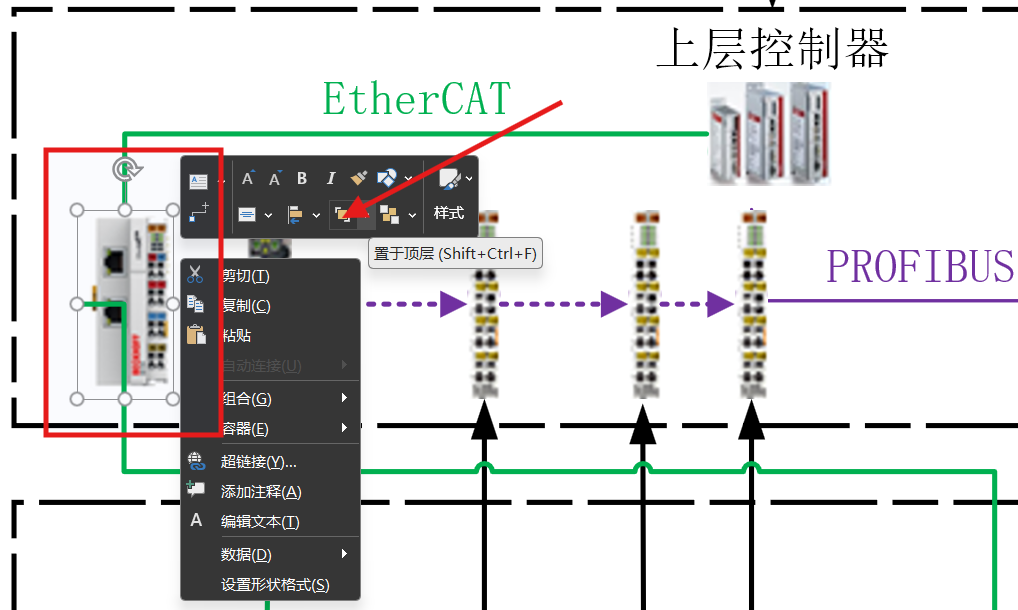 上层控制器
EtherCAT
A A B I
样式
置于顶层 (Shift+Ctrl+F)
剪切(T)
复制(C)
粘贴
自动连接(U)
组合(G)
容器(E)
超链接(Y)...
添加注释(A)
A 编辑文本(T)
数据(D)
设置形状格式(S)
PROFIBUS
BECKHOFF